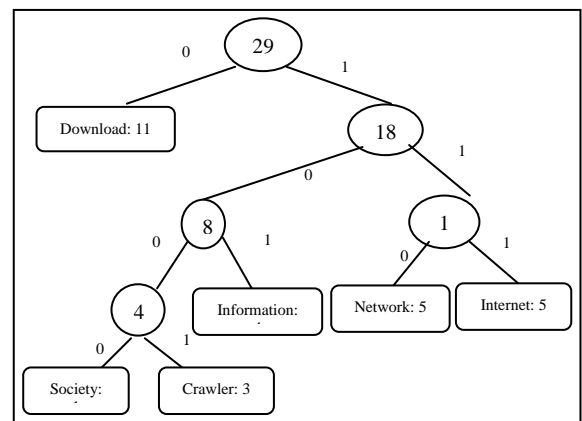 29
0
1
Download: 11
18
0
1
8
1
0
1
0
1
Information:
Network: 5
Internet: 5
4
0
1
Society:
Crawler: 3